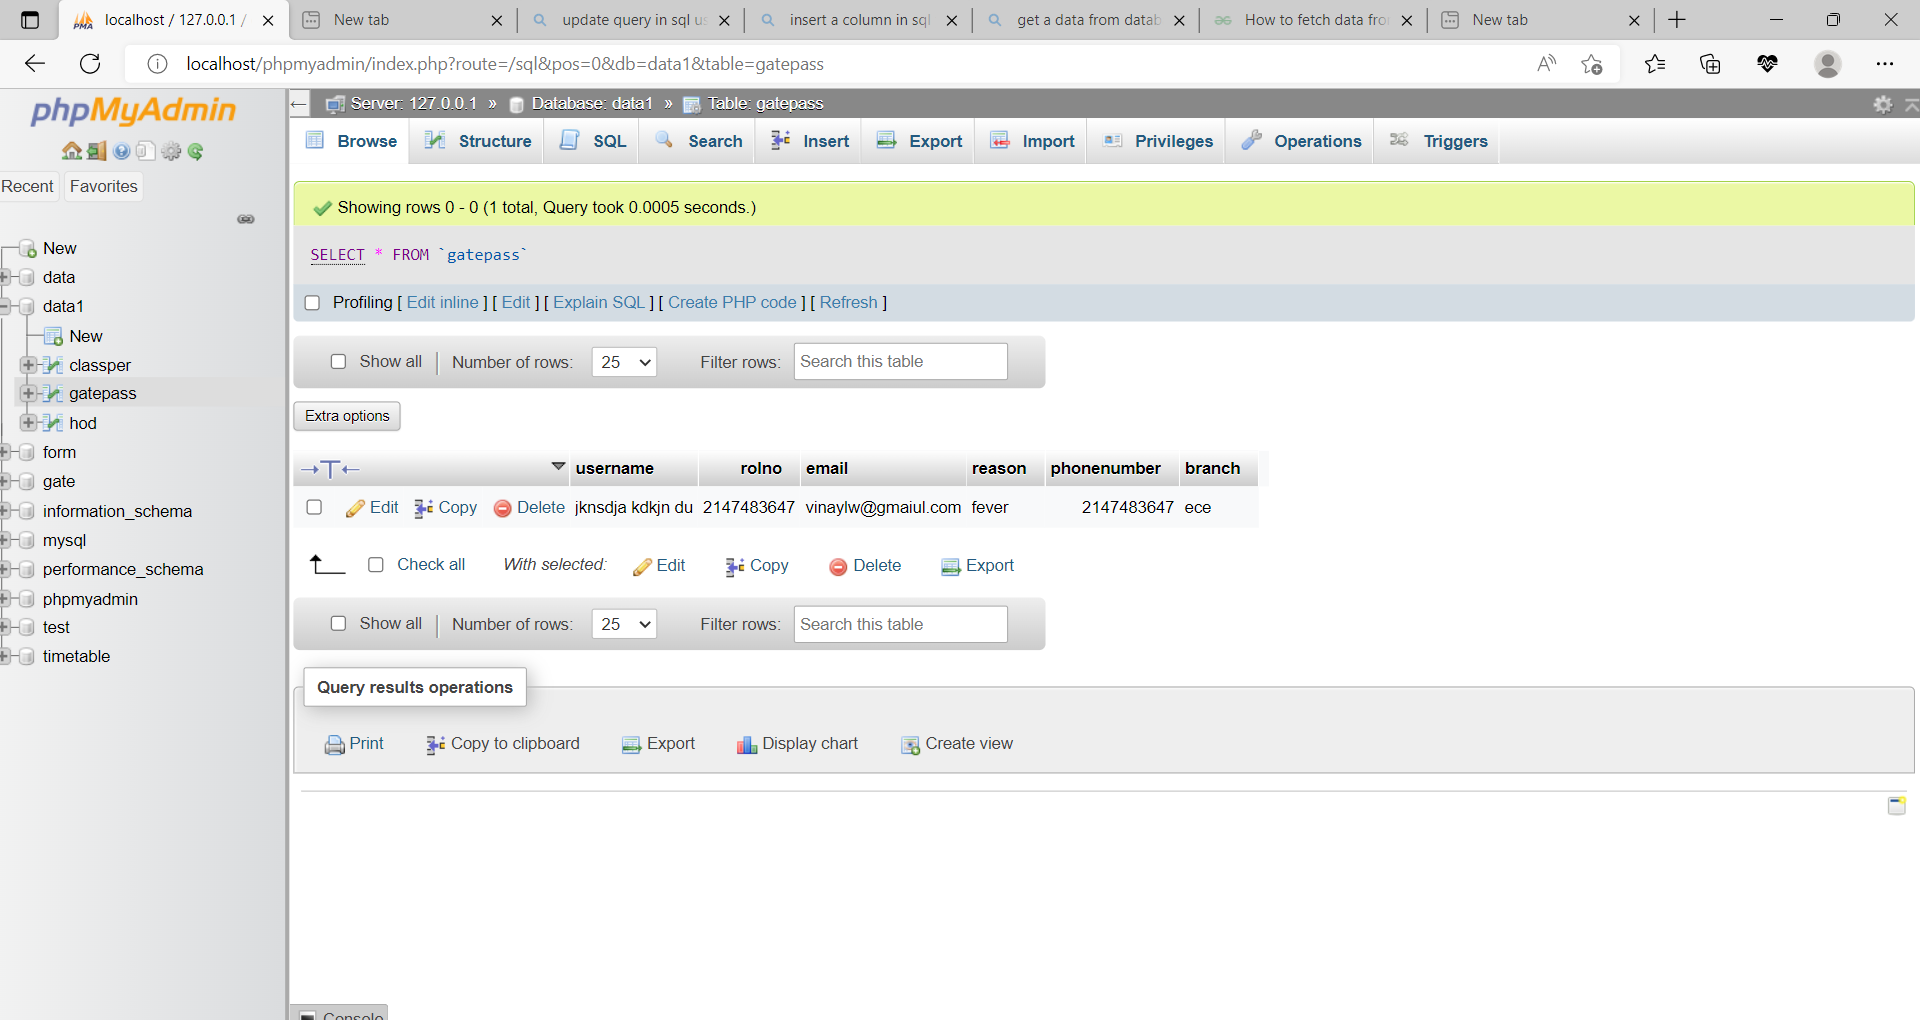 localhost / 127.0.0.1 /
New tab
update query in sql us
insert a column in sql
get a data from datab
How to fetch data fro
New tab
localhost/phpmyadmin/index.php?route=/sql&pos=0&db=data1&table=gatepass
phpMyAdmin
Recent Favorites
New
data
data1
New
classper
gatepass
hod
form
gate
information_schema
mysql
performance_schema
phpmyadmin
test
timetable
Server: 127.0.0.1 » Database: data1 » Table: gatepass
Browse Structure SQL Search Insert Export Import Privileges Operations Triggers
Showing rows 0 - 0 (1 total, Query took 0.0005 seconds.)
SELECT * FROM `gatepass`
Profiling [ Edit inline ] [ Edit ] [ Explain SQL ] [ Create PHP code ] [ Refresh ]
Show all Number of rows: 25 Filter rows: Search this table
Extra options
username rolno email reason phonenumber branch
Edit Copy Delete jknsdja kdkjn du 2147483647 vinaylw@gmaiul.com fever 2147483647 ece
Check all With selected: Edit Copy Delete Export
Show all Number of rows: 25 Filter rows: Search this table
Query results operations
Print Copy to clipboard Export Display chart Create view
Console